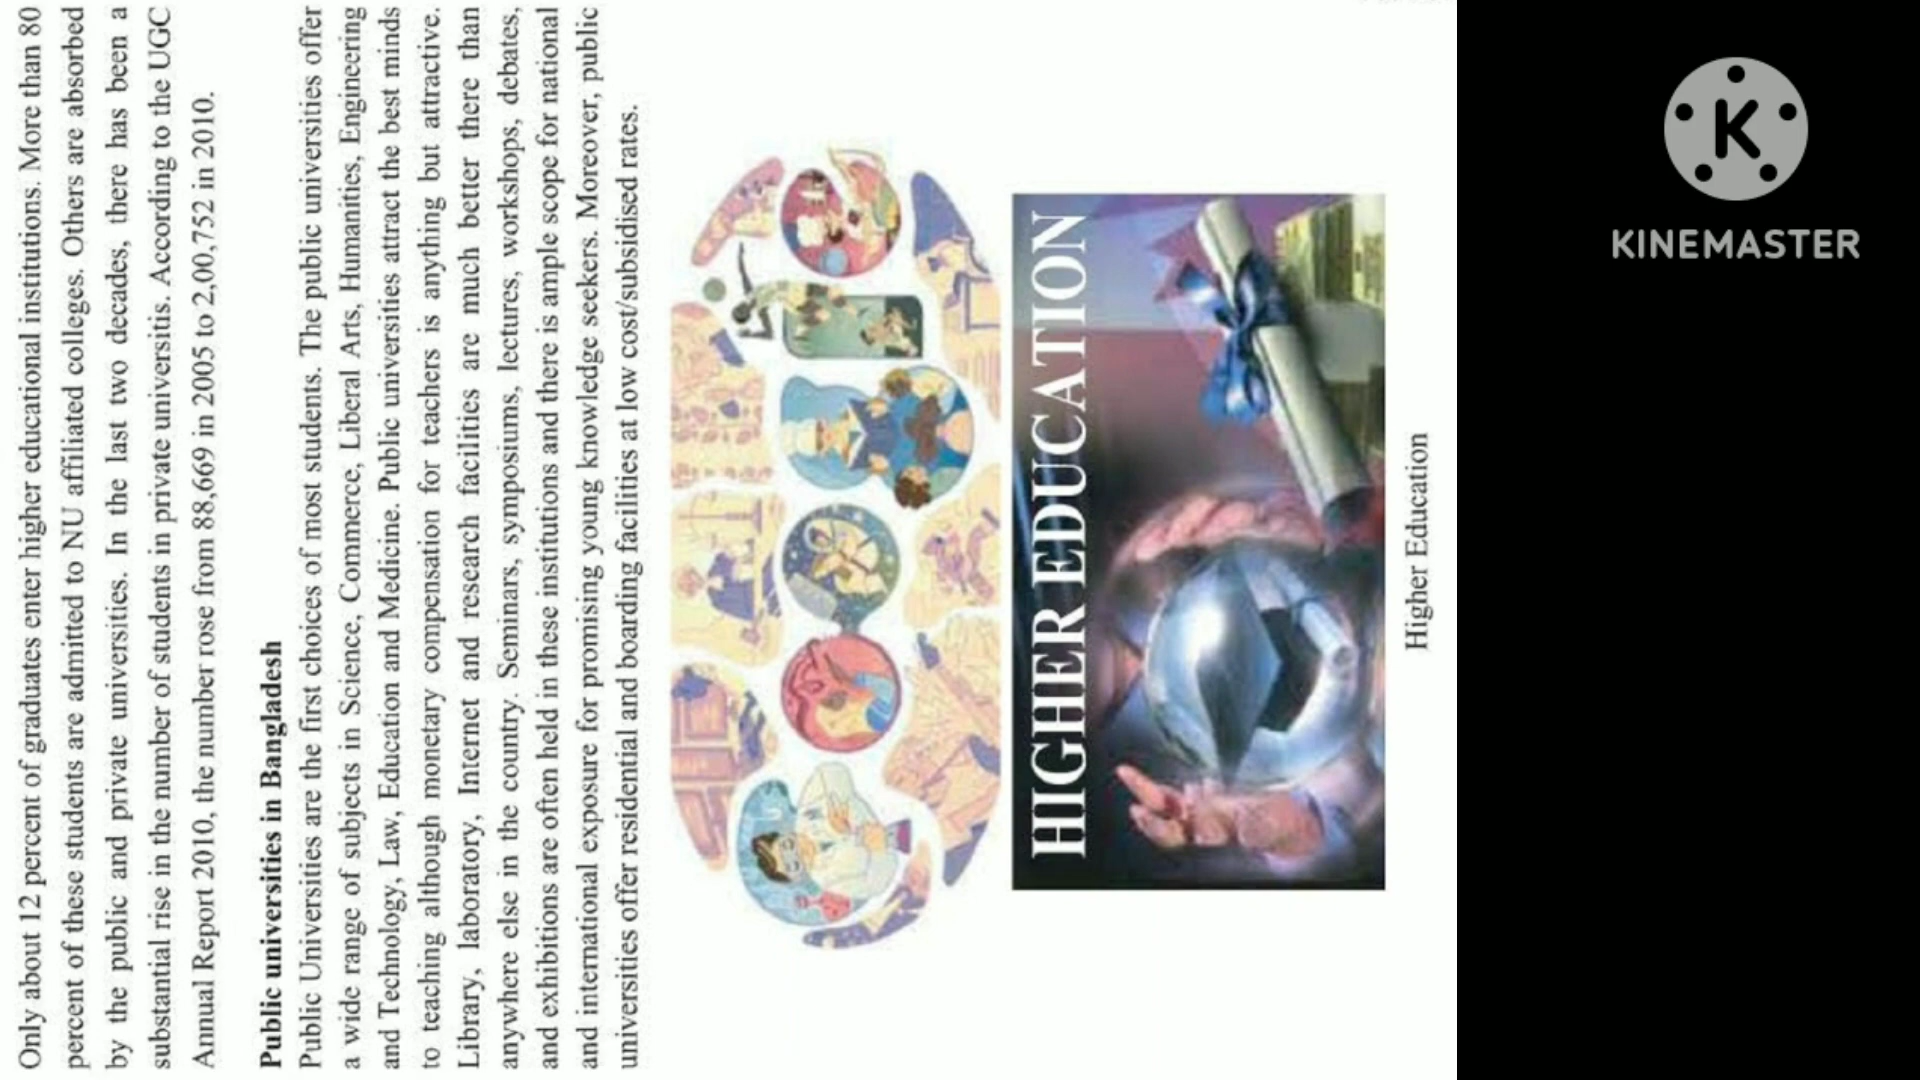 Only about 12 percent of graduates enter higher educational institutions. More than 80
percent of these students are admitted to NU affiliated colleges. Others are absorbed
by the public and private universities. In the last two decades, there has been a
substantial rise in the number of students in private universitis. According to the UGC
Annual Report 2010, the number rose from 88,669 in 2005 to 2,00,752 in 2010.
Public universities in Bangladesh
Public Universities are the first choices of most students. The public universities offer
a wide range of subjects in Science, Commerce, Liberal Arts, Humanities, Engineering
and Technology, Law, Education and Medicine. Public universities attract the best minds
to teaching although monetary compensation for teachers is anything but attractive.
Library, laboratory, Internet and research facilities are much better there than
anywhere else in the country. Seminars, symposiums, lectures, workshops, debates,
and exhibitions are often held in these institutions and there is ample scope for national
and international exposure for promising young knowledge seekers. Moreover, public
universities offer residential and boarding facilities at low cost/subsidised rates.
HIGHER EDUCATION
Higher Education
K
KINEMASTER